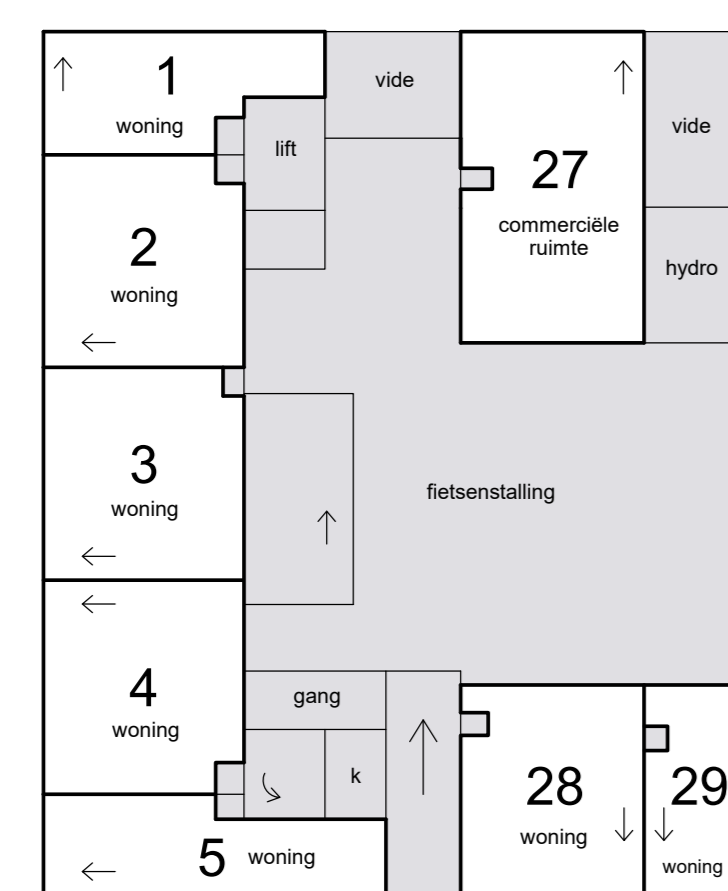 1
woning
vide
27
commerciële
ruimte
vide
lift
2
woning
hydro
3
woning
fietsenstalling
4
woning
gang
k
28
woning
29
woning
5 woning